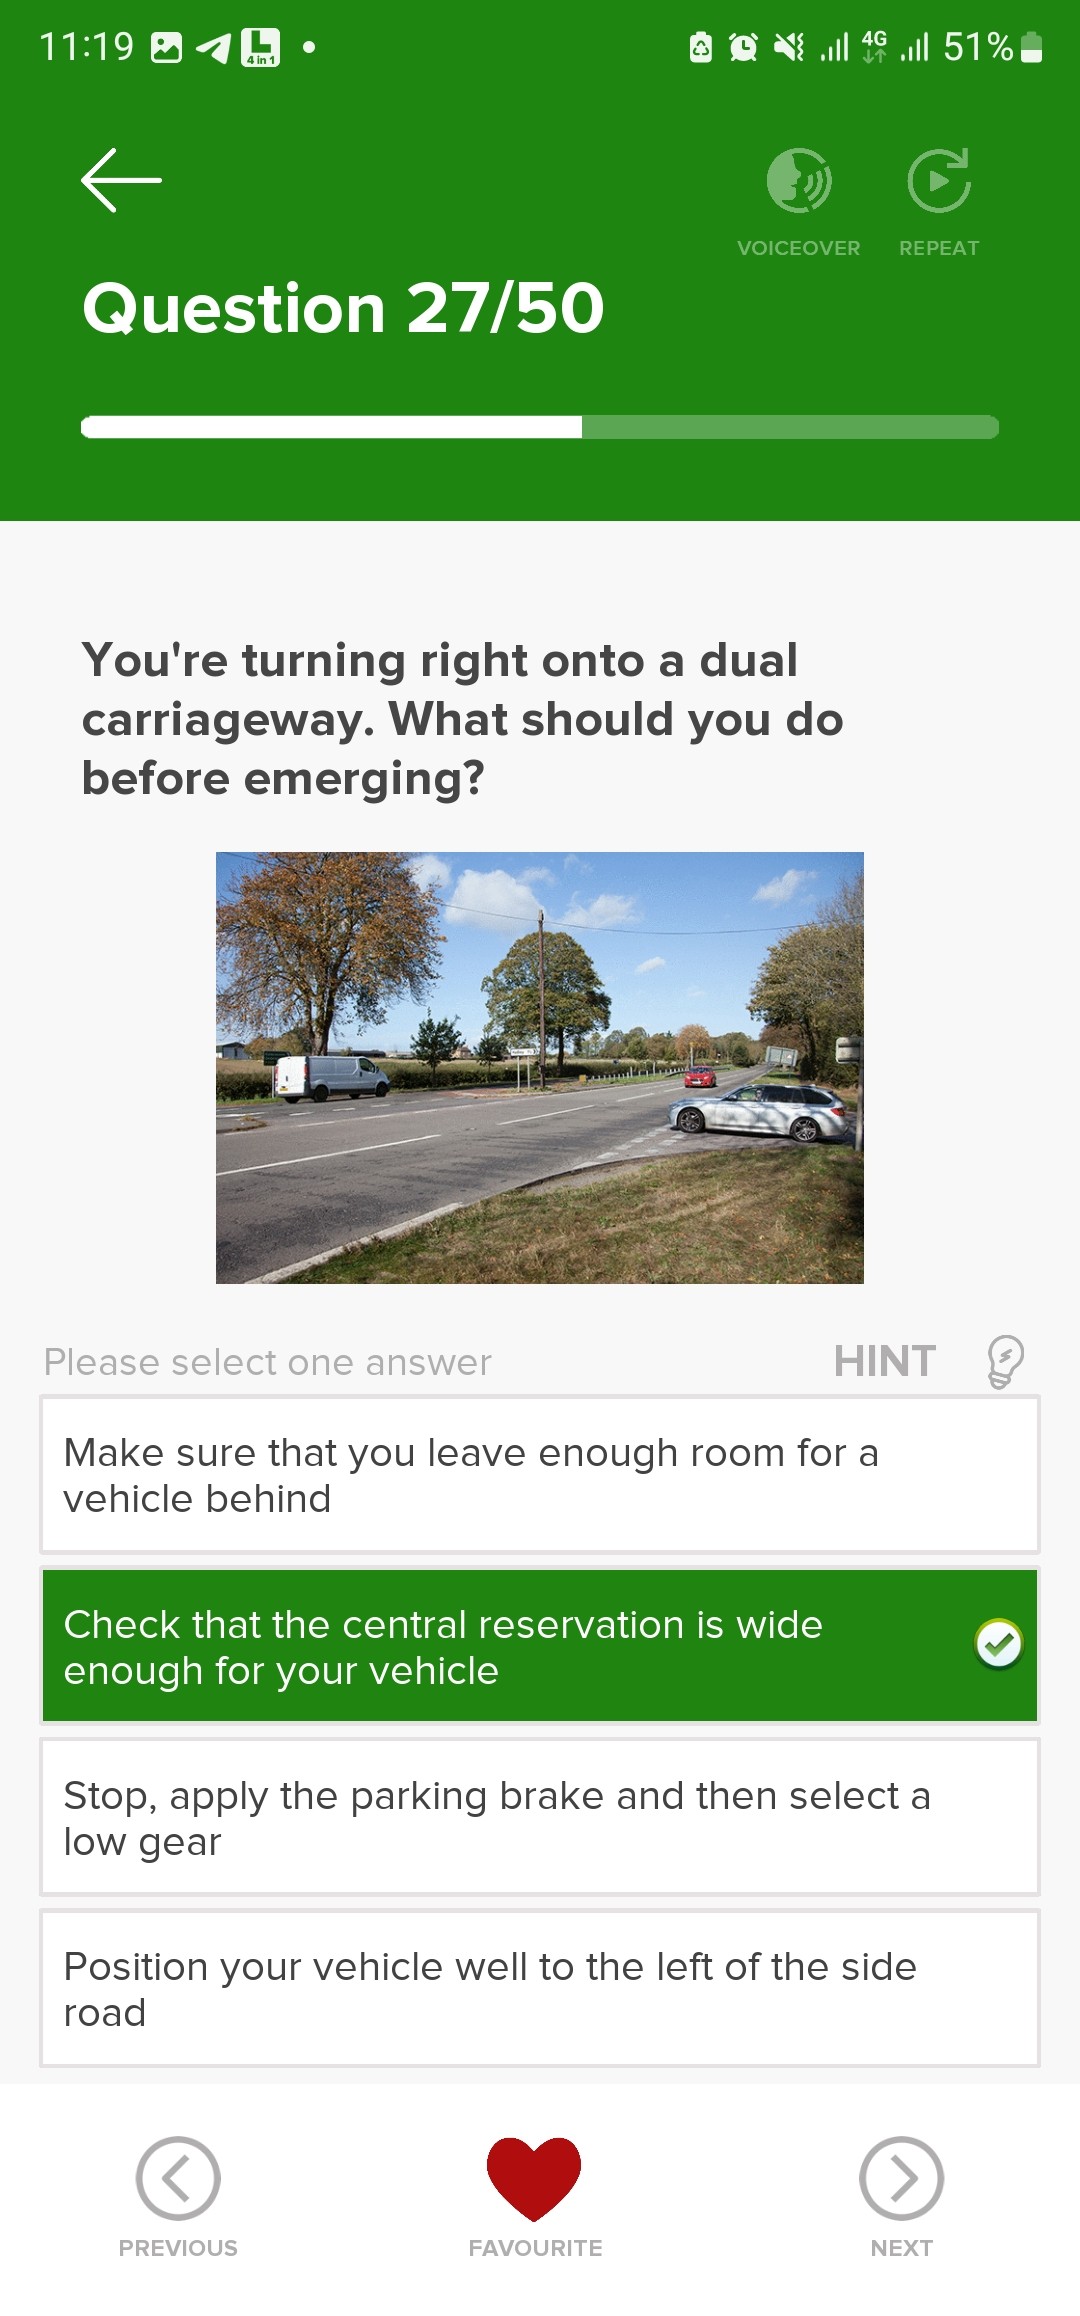 11:19
4 in 1
4G
51%
VOICEOVER
REPEAT
Question 27/50
You're turning right onto a dual
carriageway. What should you do
before emerging?
Please select one answer
HINT
Make sure that you leave enough room for a
vehicle behind
Check that the central reservation is wide
enough for your vehicle
Stop, apply the parking brake and then select a
low gear
Position your vehicle well to the left of the side
road
PREVIOUS
FAVOURITE
NEXT